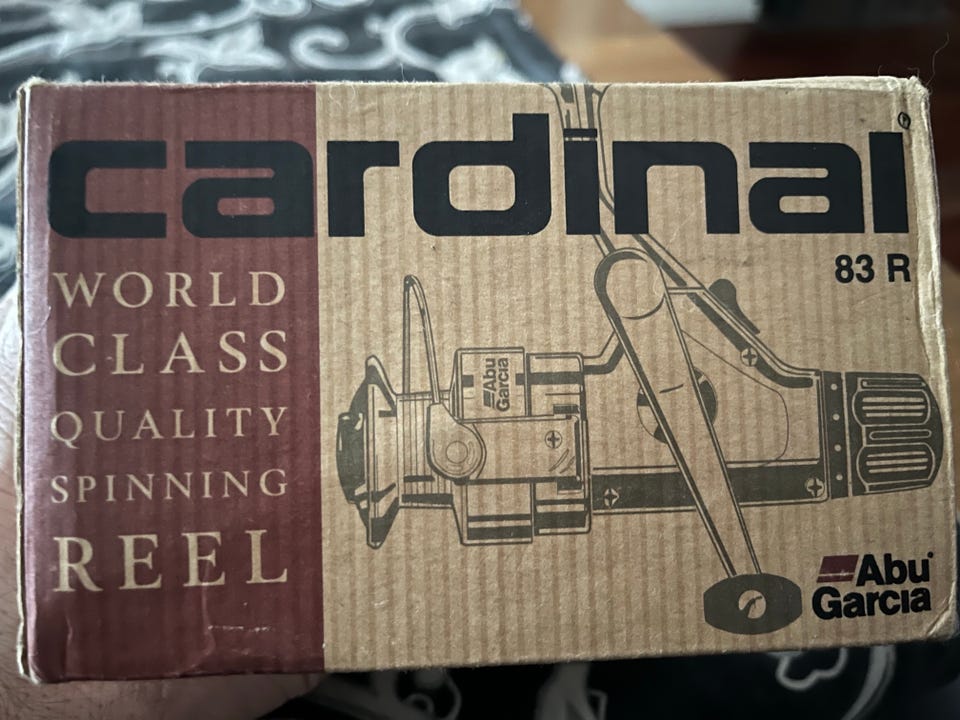 cardinal®
83 R
WORLD
CLASS
QUALITY
SPINNING
REEL
Abu
Garcia
Abu
Garcia